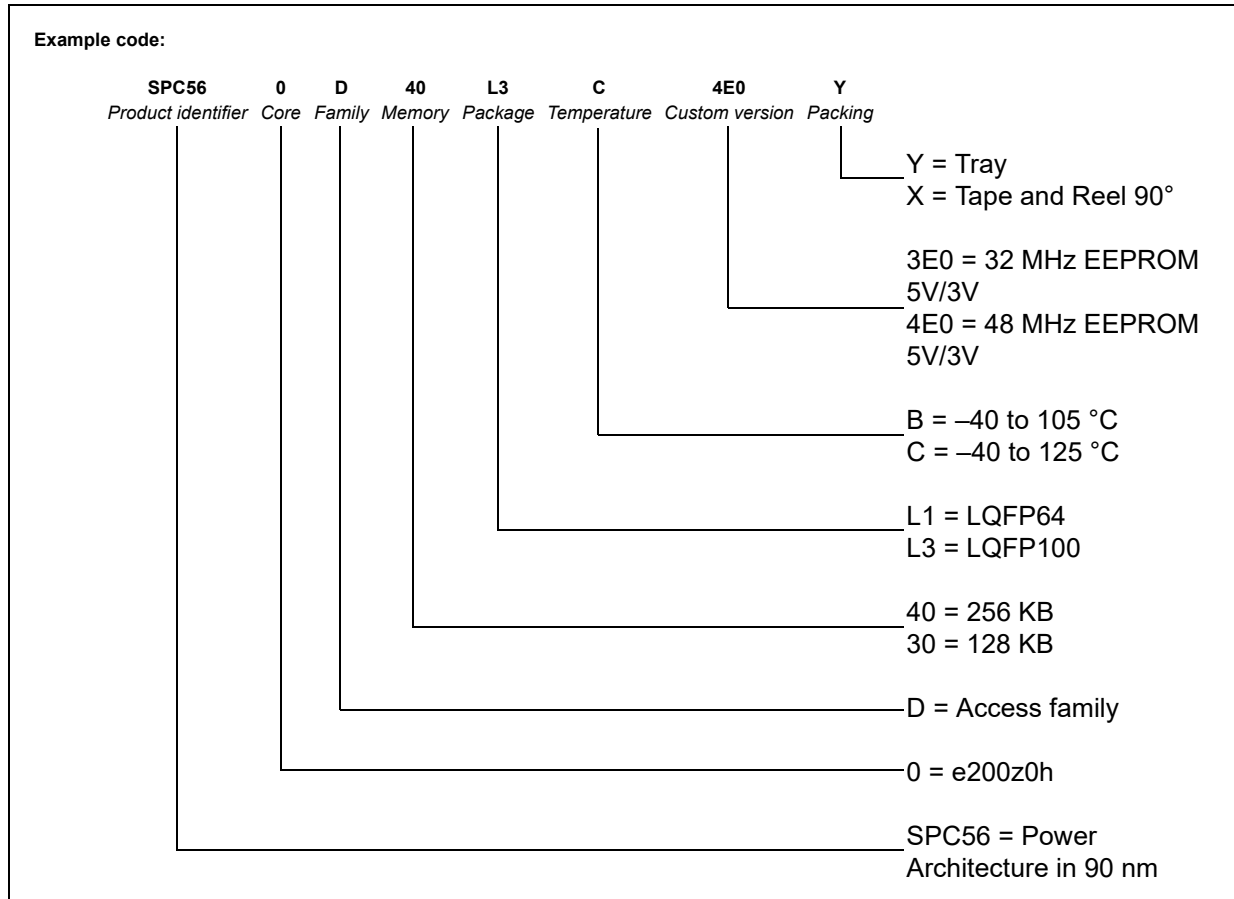 Example code:
SPC56 0 D 40 L3 C 4E0 Y
Product identifier Core Family Memory Package Temperature Custom version Packing
Y = Tray
X = Tape and Reel 90°
3E0 = 32 MHz EEPROM
5V/3V
4E0 = 48 MHz EEPROM
5V/3V
B = –40 to 105 °C
C = –40 to 125 °C
L1 = LQFP64
L3 = LQFP100
40 = 256 KB
30 = 128 KB
D = Access family
0 = e200z0h
SPC56 = Power
Architecture in 90 nm